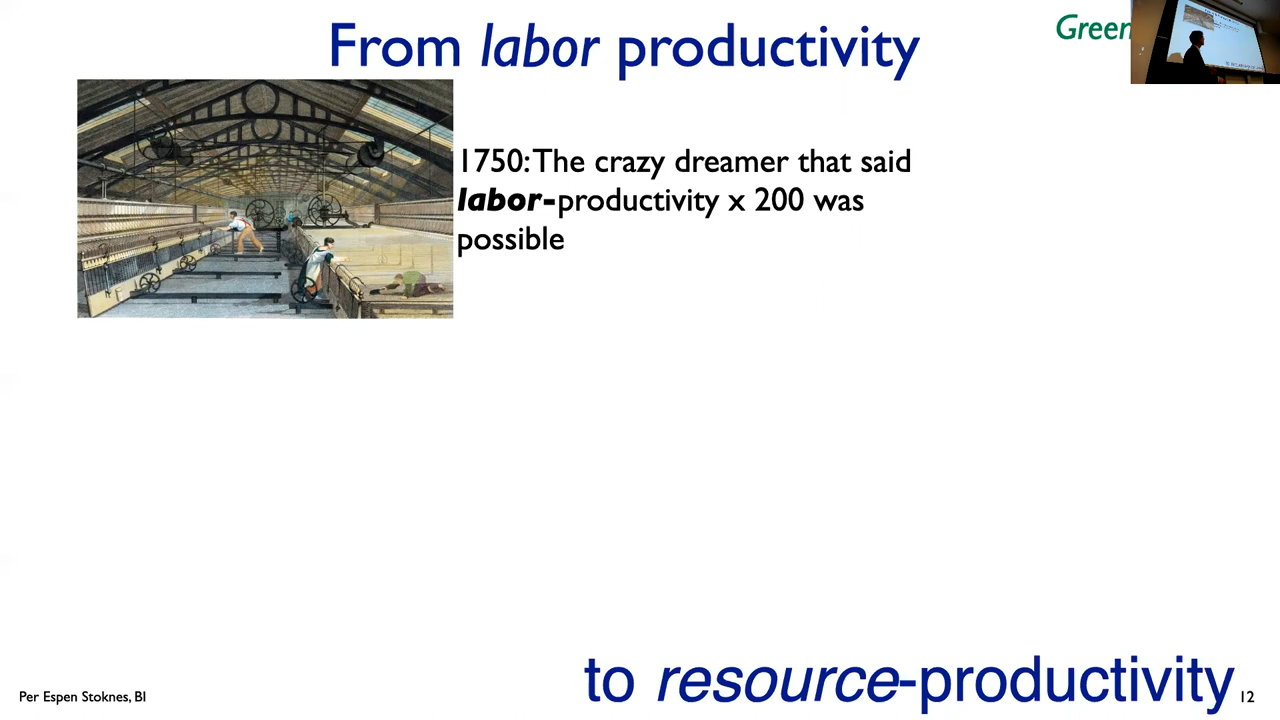 From labor productivity
Green
1750: The crazy dreamer that said
labor-productivity x 200 was
possible
to resource-productivity
Per Espen Stoknes, BI
12